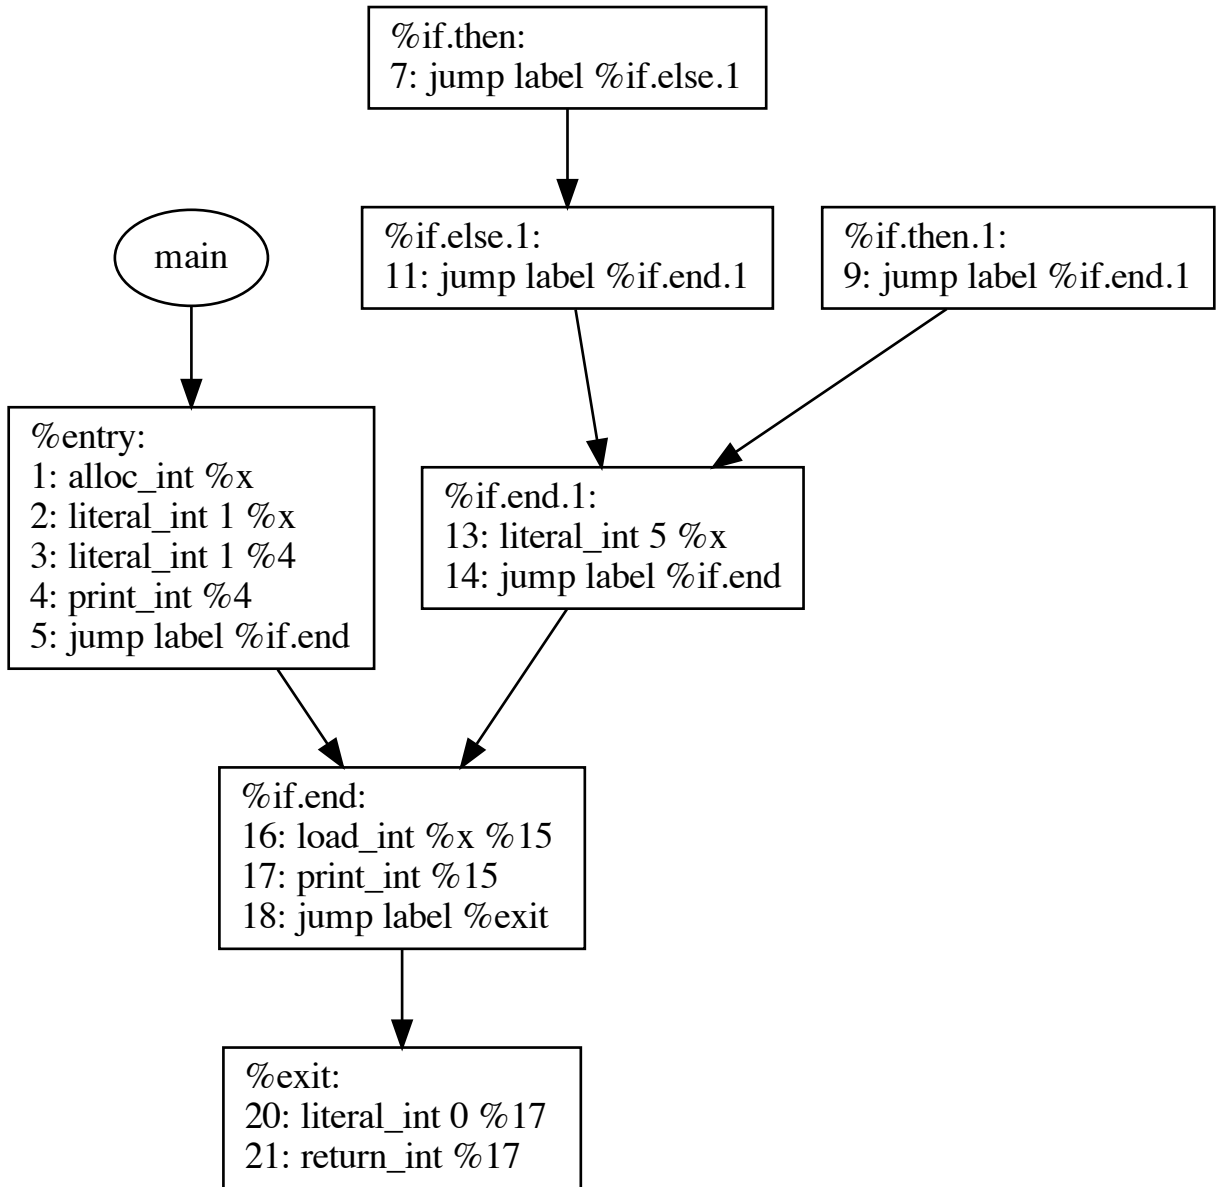 %if.then:
7: jump label %if.else.1
main
%if.else.1:
11: jump label %if.end.1
%if.then.1:
9: jump label %if.end.1
%entry:
1: alloc_int %x
2: literal_int 1 %x
3: literal_int 1 %4
4: print_int %4
5: jump label %if.end
%if.end.1:
13: literal_int 5 %x
14: jump label %if.end
%if.end:
16: load_int %x %15
17: print_int %15
18: jump label %exit
%exit:
20: literal_int 0 %17
21: return_int %17